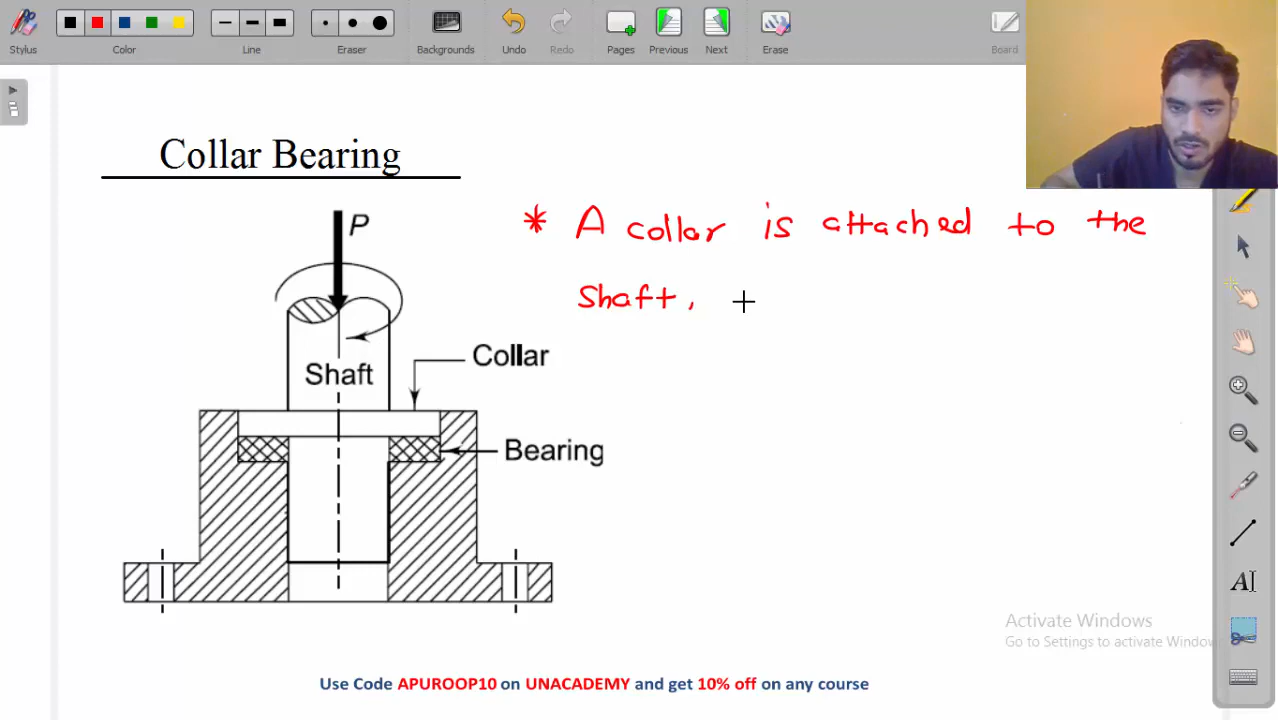 Stylus
Color
Line
Eraser
Backgrounds
Undo
Redo
Pages
Previous
Next
Erase
Board
Collar Bearing
P
* A collar is attached to the
shaft,
Shaft
Collar
Bearing
A
Activate Windows
Go to Settings to activate Windows
Use Code APUROOP10 on UNACADEMY and get 10% off on any course